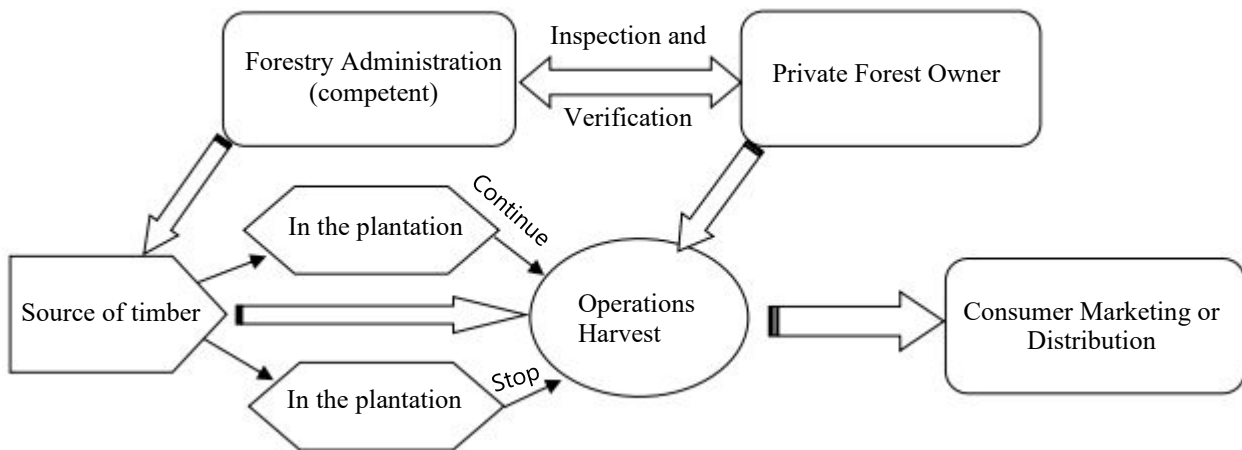 Forestry Administration
(competent)
Inspection and
Verification
Private Forest Owner
In the plantation
Continue
Source of timber
Operations
Harvest
Consumer Marketing or
Distribution
In the plantation
Stop